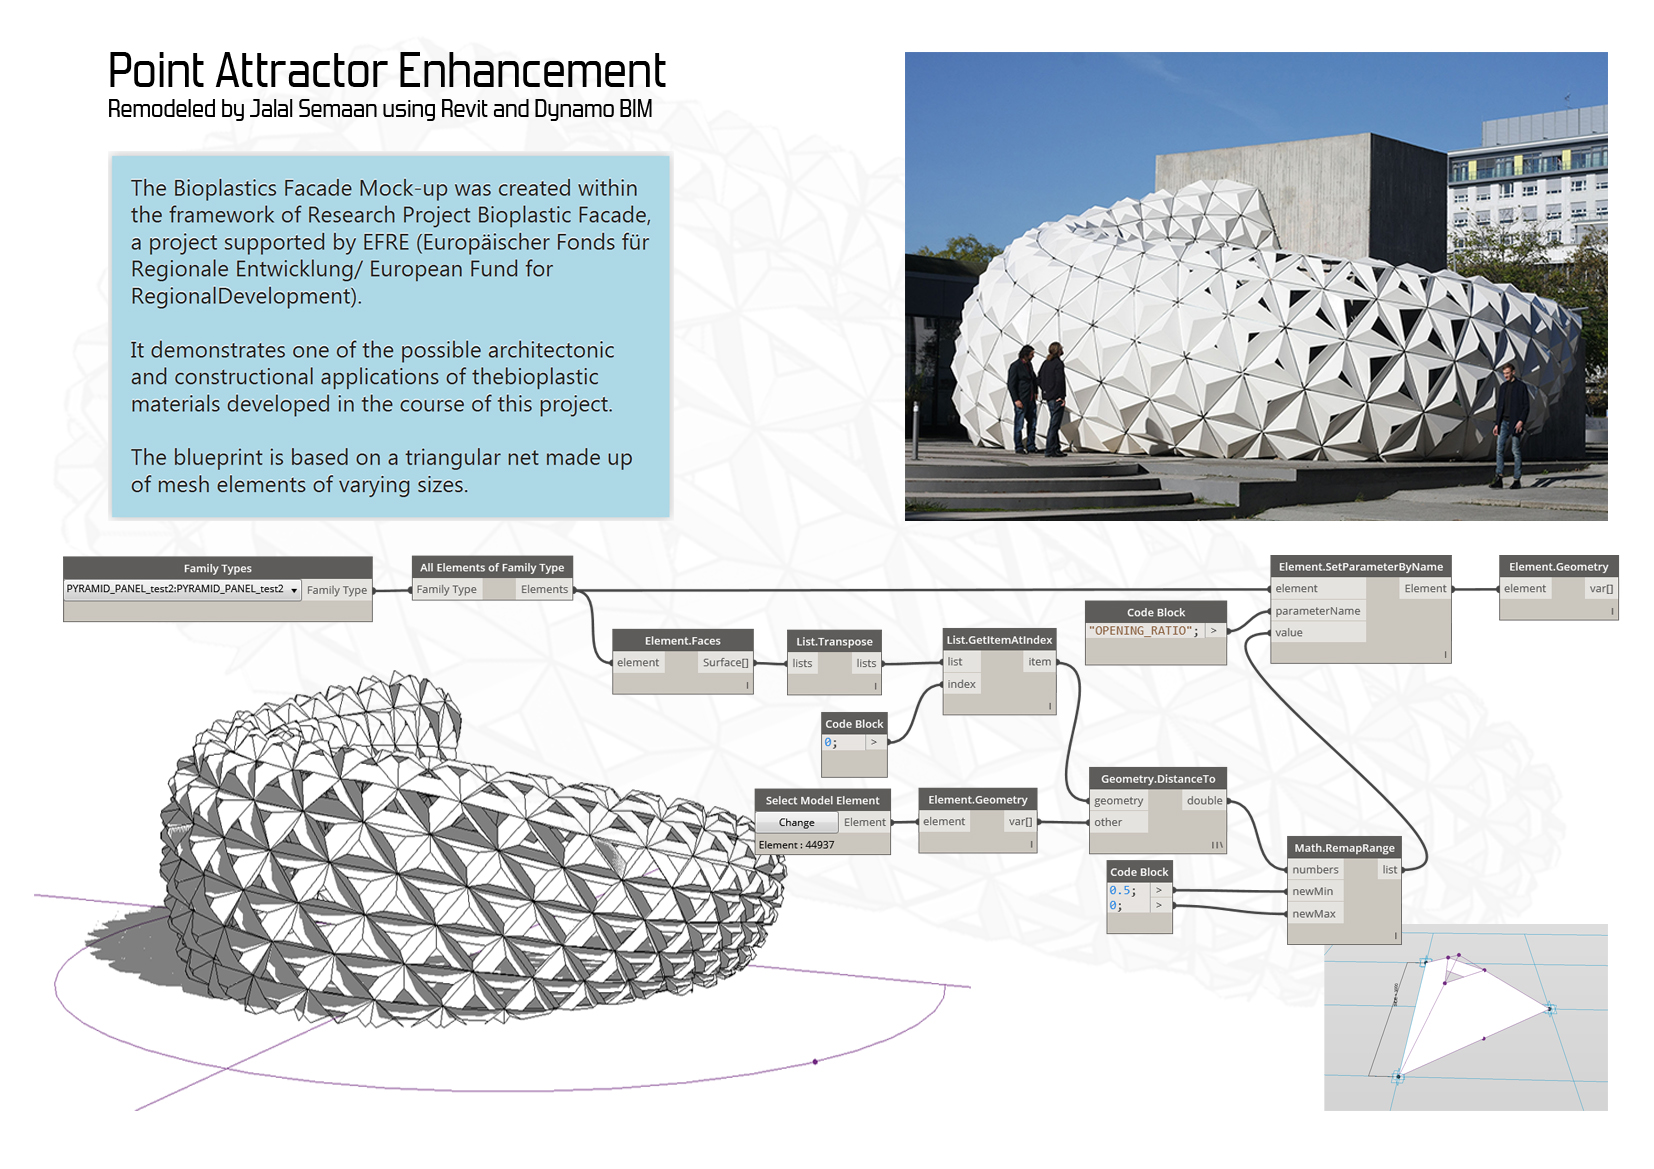 Point Attractor Enhancement
Remodeled by Jalal Semaan using Revit and Dynamo BIM
The Bioplastics Facade Mock-up was created within
the framework of Research Project Bioplastic Facade,
a project supported by EFRE (Europäischer Fonds für
Regionale Entwicklung/ European Fund for
RegionalDevelopment).
It demonstrates one of the possible architectonic
and constructional applications of thebioplastic
materials developed in the course of this project.
The blueprint is based on a triangular net made up
of mesh elements of varying sizes.
Family Types
PYRAMID_PANEL_test2:PYRAMID_PANEL_test2 Family Type
All Elements of Family Type
Family Type Elements
Element.Faces
element Surface[]
List.Transpose
lists lists
Code Block
0; >
List.GetItemAtIndex
list item
index
Code Block
"OPENING_RATIO"; >
Element.SetParameterByName
element Element
parameterName
value
Element.Geometry
element var[]
Select Model Element
Change Element
Element : 44937
Element.Geometry
element var[]
Geometry.DistanceTo
geometry double
other
Code Block
0.5; >
0; >
Math.RemapRange
numbers list
newMin
newMax